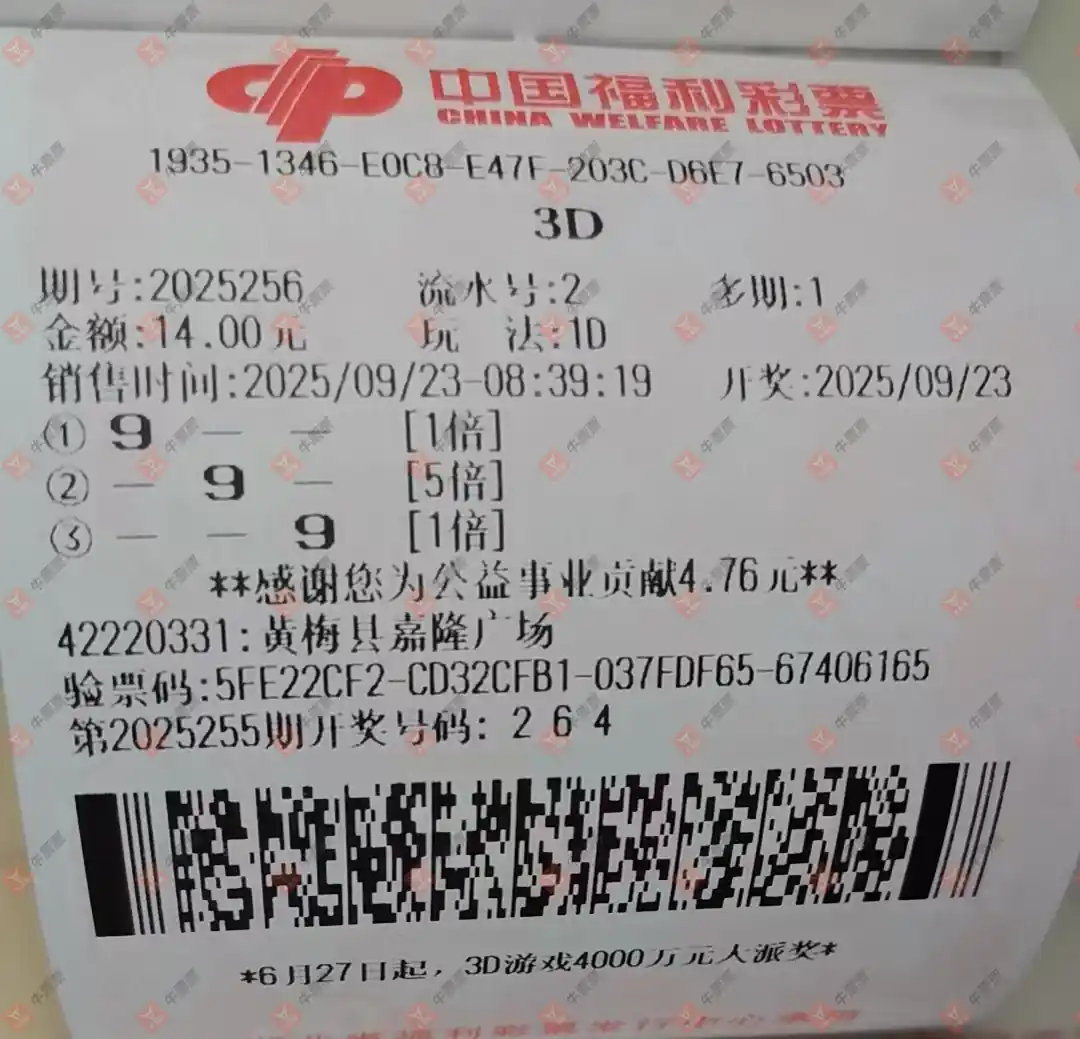 中国福利彩票
CHINA WELFARE LOTTERY
1935-1346-E0C8-E47F-203C-D6E7-6503
3D
期号:2025256 流水号:2 多期:1
金额:14.00元 玩 法:1D
销售时间:2025/09/23-08:39:19 开奖:2025/09/23
① 9 — — [1倍]
② — 9 — [5倍]
③ — — 9 [1倍]
**感谢您为公益事业贡献4.76元**
42220331:黄梅县嘉隆广场
验票码:5FE22CF2-CD32CFB1-037FDF65-67406165
第2025255期开奖号码: 2 6 4
*6月27日起，3D游戏4000万元大派奖*